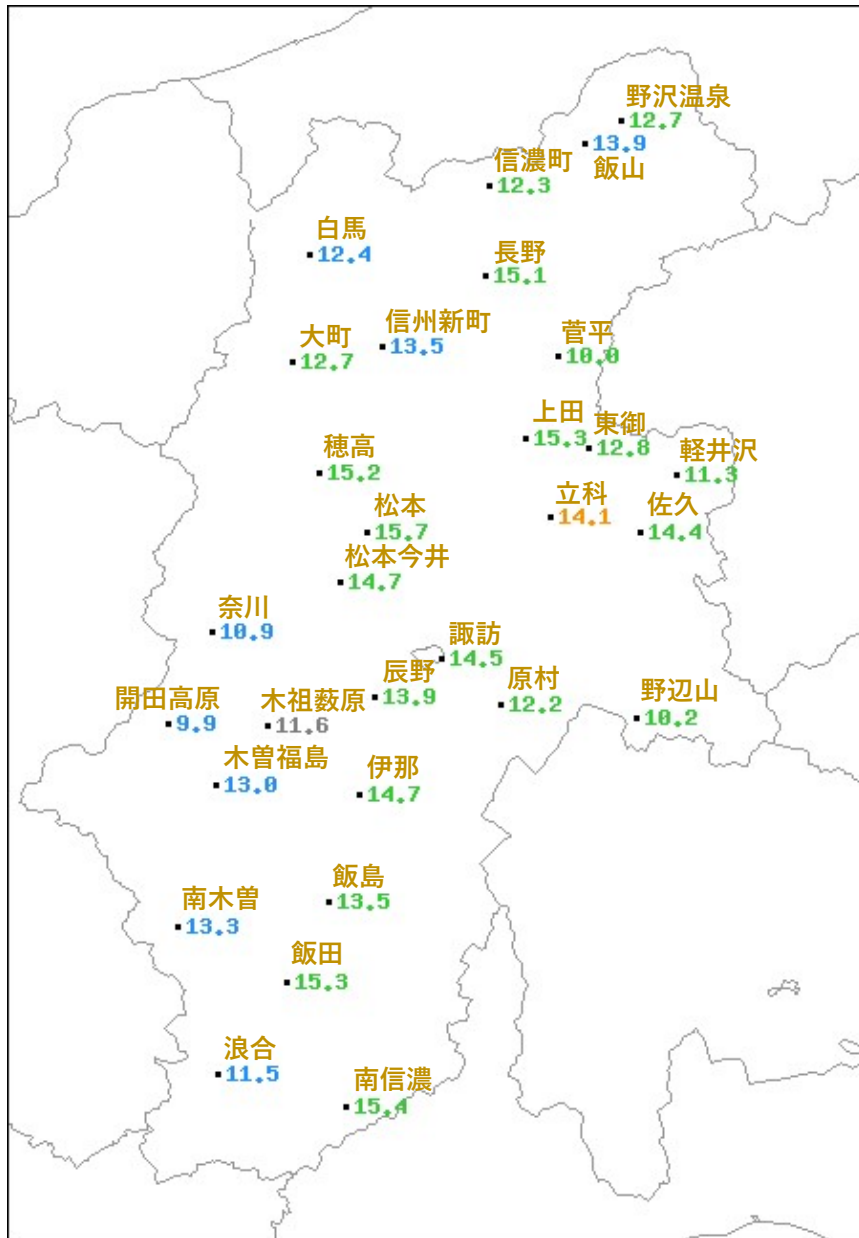 野沢温泉
12.7
13.9
飯山
信濃町
12.3
白馬
12.4
長野
15.1
信州新町
13.5
大町
12.7
菅平
10.0
上田
15.3
東御
12.8
軽井沢
11.3
穂高
15.2
立科
14.1
佐久
14.4
松本
15.7
松本今井
14.7
奈川
10.9
諏訪
14.5
辰野
13.9
原村
12.2
野辺山
10.2
開田高原
9.9
木祖薮原
11.6
木曽福島
13.0
伊那
14.7
飯島
13.5
南木曽
13.3
飯田
15.3
浪合
11.5
南信濃
15.4